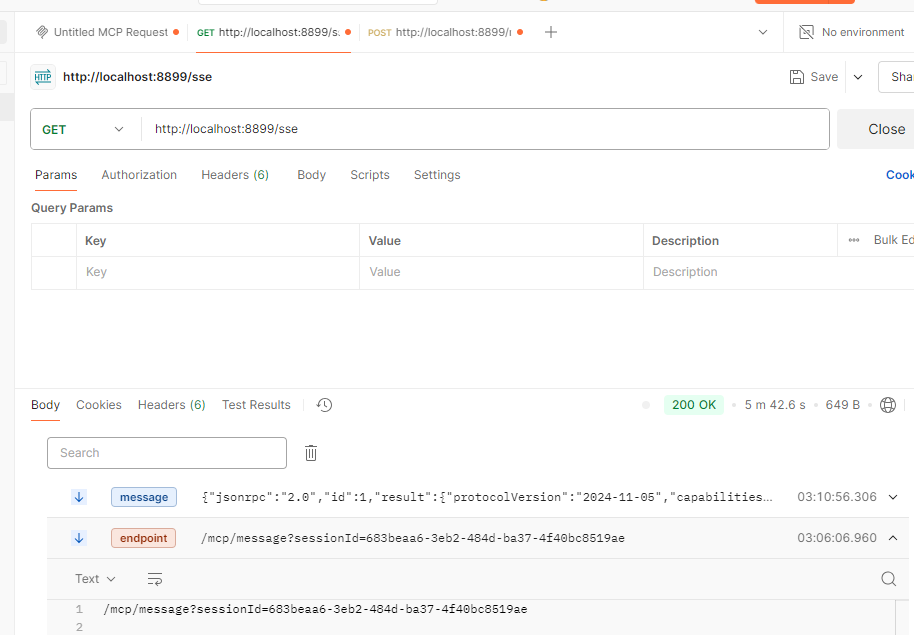 Untitled MCP Request GET http://localhost:8899/s. POST http://localhost:8899/ No environment
HTTP http://localhost:8899/sse Save Sha
GET http://localhost:8899/sse Close
Params Authorization Headers (6) Body Scripts Settings Cook
Query Params
Key Value Description Bulk Ed
Key Value Description
Body Cookies Headers (6) Test Results 200 OK 5 m 42.6 s 649 B
Search
message {"jsonrpc":"2.0","id":1,"result":{"protocolVersion":"2024-11-05","capabilities... 03:10:56.306
endpoint /mcp/message?sessionId=683beaa6-3eb2-484d-ba37-4f40bc8519ae 03:06:06.960
Text
1 /mcp/message?sessionId=683beaa6-3eb2-484d-ba37-4f40bc8519ae
2